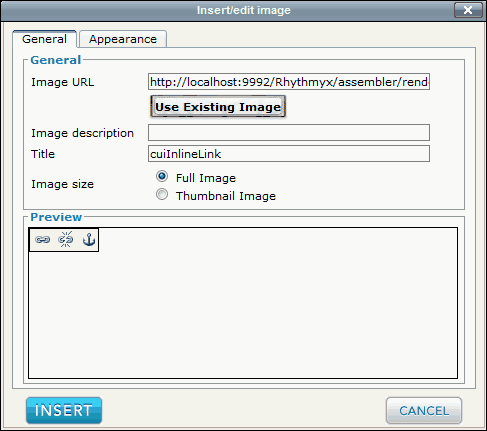 Insert/edit image
General Appearance
General
Image URL http://localhost:9992/Rhythmyx/assembler/rend
Use Existing Image
Image description
Title cuiInlineLink
Image size Full Image
Thumbnail Image
Preview
INSERT CANCEL